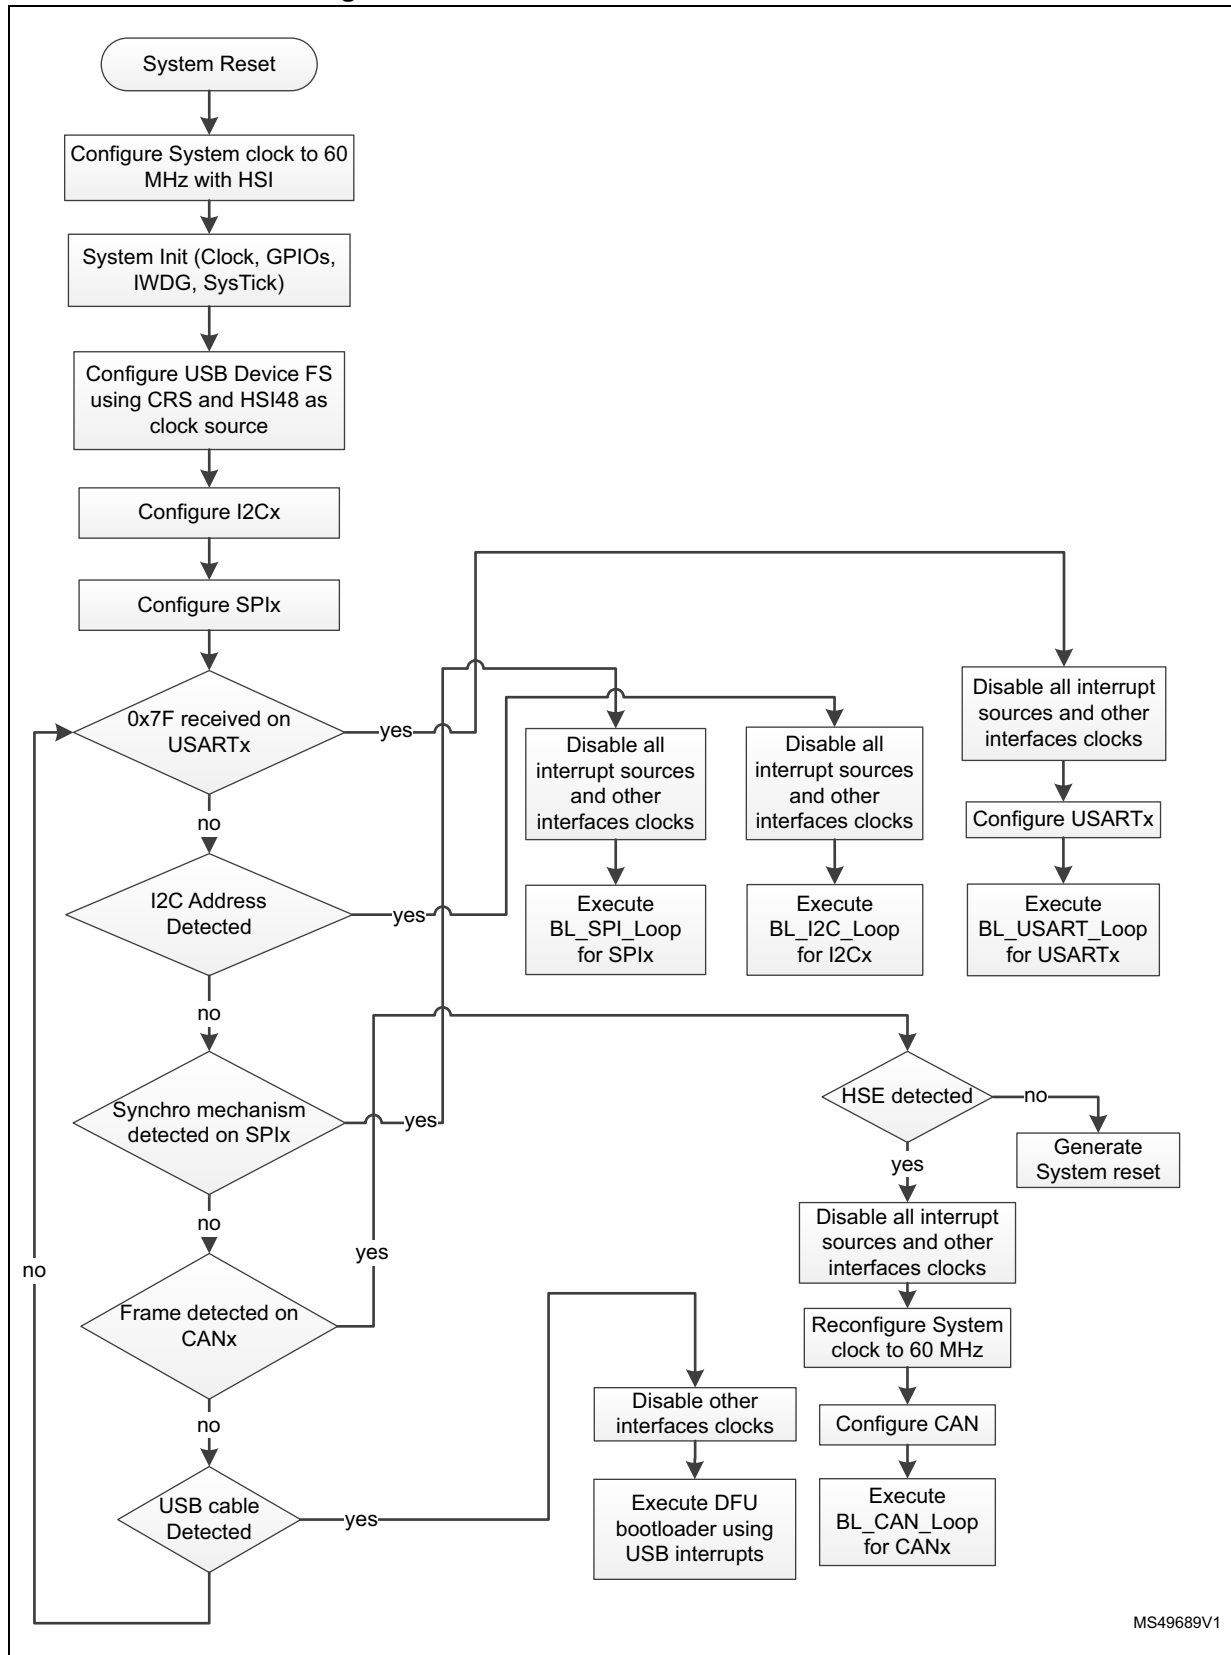 System Reset
Configure System clock to 60
MHz with HSI
System Init (Clock, GPIOs,
IWDG, SysTick)
Configure USB Device FS
using CRS and HSI48 as
clock source
Configure I2Cx
Configure SPIx
0x7F received on
USARTx
yes
no
I2C Address
Detected
yes
no
Synchro mechanism
detected on SPIx
yes
no
Frame detected on
CANx
yes
no
USB cable
Detected
yes
no
Disable all
interrupt sources
and other
interfaces clocks
Execute
BL_SPI_Loop
for SPIx
Disable all
interrupt sources
and other
interfaces clocks
Execute
BL_I2C_Loop
for I2Cx
Disable all interrupt
sources and other
interfaces clocks
Configure USARTx
Execute
BL_USART_Loop
for USARTx
HSE detected
no
Generate
System reset
yes
Disable all interrupt
sources and other
interfaces clocks
Reconfigure System
clock to 60 MHz
Configure CAN
Execute
BL_CAN_Loop
for CANx
Disable other
interfaces clocks
Execute DFU
bootloader using
USB interrupts
MS49689V1